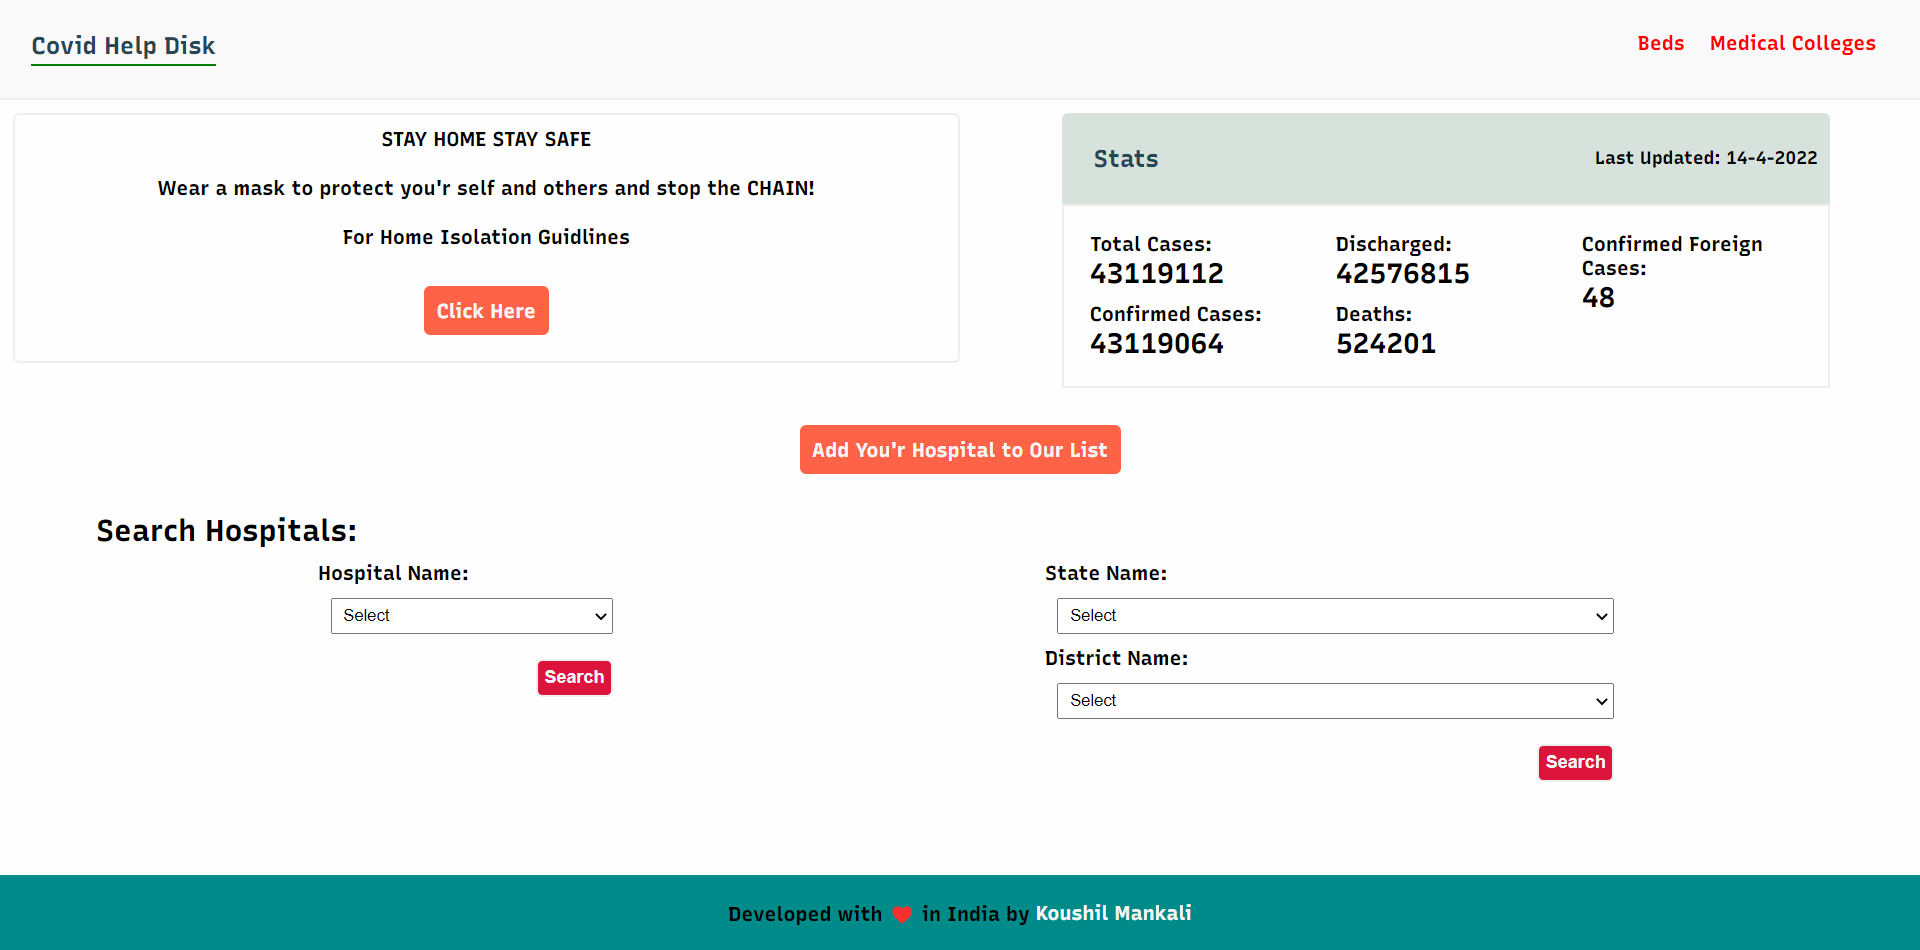 Covid Help Disk
Beds
Medical Colleges
STAY HOME STAY SAFE
Wear a mask to protect you'r self and others and stop the CHAIN!
For Home Isolation Guidlines
Click Here
Stats
Last Updated: 14-4-2022
Total Cases:
43119112
Confirmed Cases:
43119064
Discharged:
42576815
Deaths:
524201
Confirmed Foreign
Cases:
48
Add You'r Hospital to Our List
Search Hospitals:
Hospital Name:
Select
Search
State Name:
Select
District Name:
Select
Search
Developed with ❤️ in India by Koushil Mankali